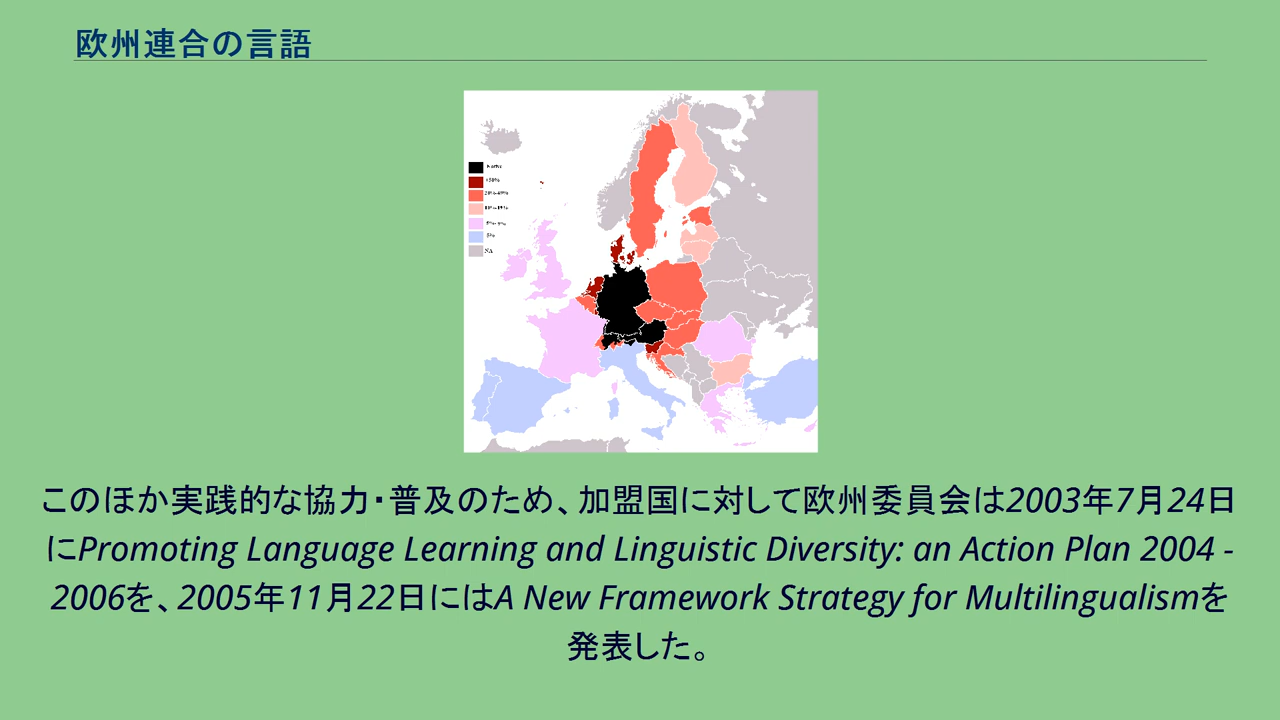 欧州連合の言語
NA
このほか実践的な協力・普及のため、加盟国に対して欧州委員会は2003年7月24日
にPromoting Language Learning and Linguistic Diversity: an Action Plan 2004 -
2006を、2005年11月22日にはA New Framework Strategy for Multilingualismを
発表した。